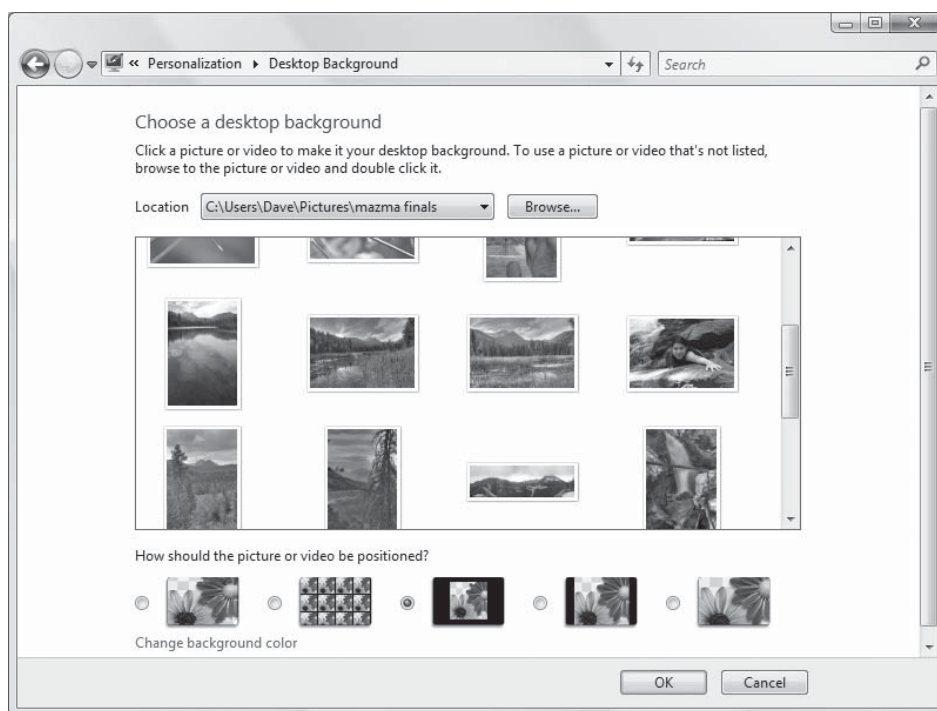 « Personalization ▸ Desktop Background
Search
Choose a desktop background
Click a picture or video to make it your desktop background. To use a picture or video that's not listed,
browse to the picture or video and double click it.
Location C:\Users\Dave\Pictures\mazma finals Browse...
How should the picture or video be positioned?
Change background color
OK Cancel